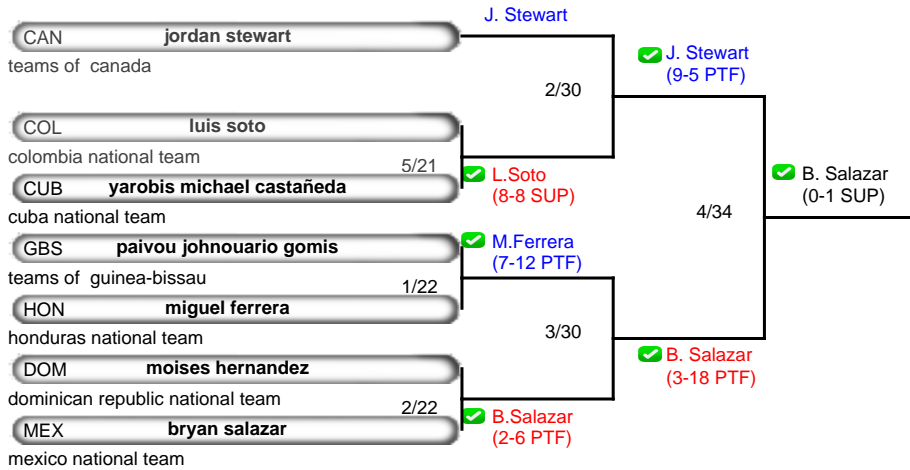 J. Stewart
CAN jordan stewart
teams of  canada
J. Stewart
(9-5 PTF)
2/30
COL luis soto
colombia national team
5/21
CUB yarobis michael castañeda
cuba national team
L.Soto
(8-8 SUP)
B. Salazar
(0-1 SUP)
4/34
GBS paivou johnouario gomis
teams of  guinea-bissau
M.Ferrera
(7-12 PTF)
1/22
HON miguel ferrera
honduras national team
3/30
DOM moises hernandez
dominican republic national team
B. Salazar
(3-18 PTF)
2/22
MEX bryan salazar
mexico national team
B.Salazar
(2-6 PTF)